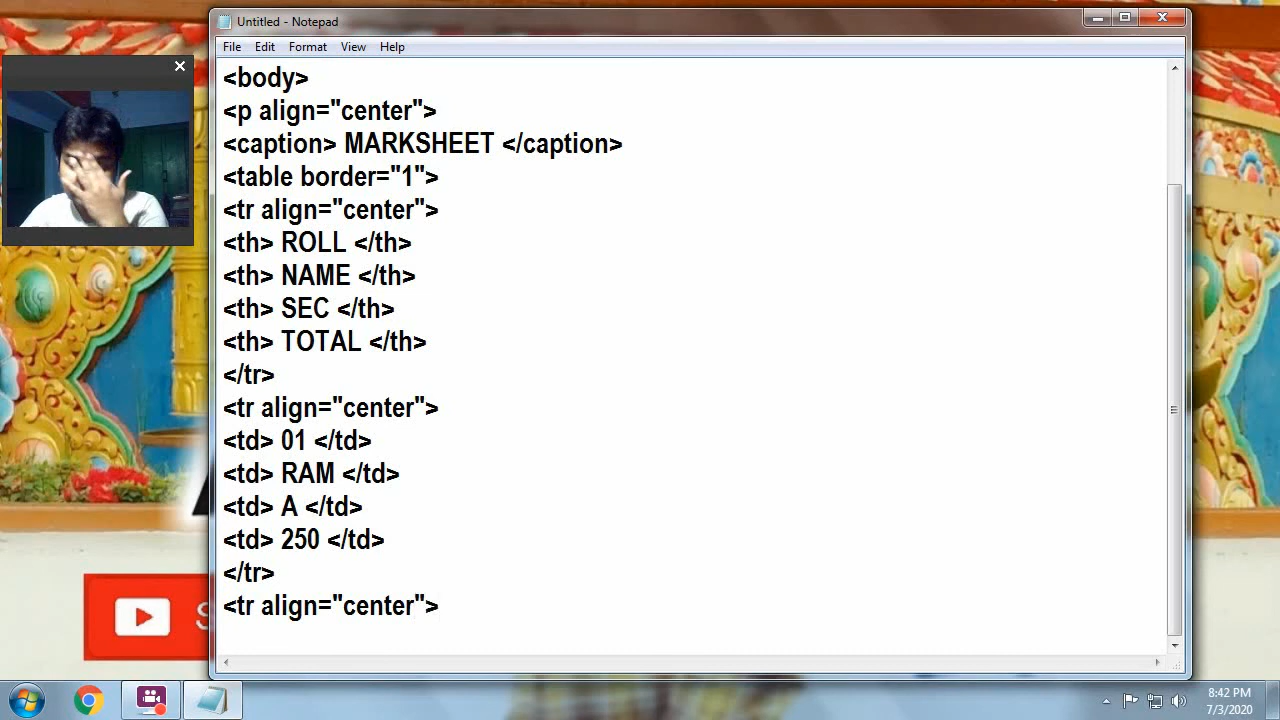 Untitled - Notepad
File Edit Format View Help
<body>
<p align="center">
<caption> MARKSHEET </caption>
<table border="1">
<tr align="center">
<th> ROLL </th>
<th> NAME </th>
<th> SEC </th>
<th> TOTAL </th>
</tr>
<tr align="center">
<td> 01 </td>
<td> RAM </td>
<td> A </td>
<td> 250 </td>
</tr>
<tr align="center">
8:42 PM
7/3/2020